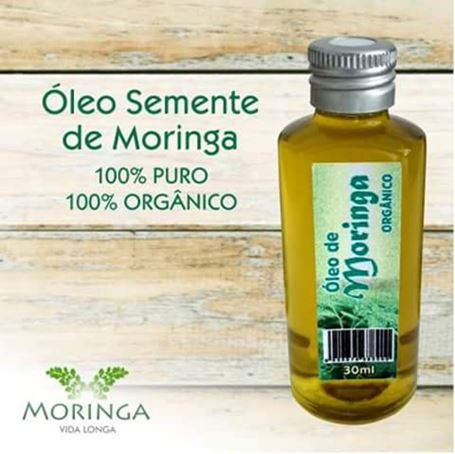 Óleo Semente
de Moringa
100% PURO
100% ORGÂNICO
Óleo de
Moringa
ORGÂNICO
30ml
MORINGA
VIDA LONGA